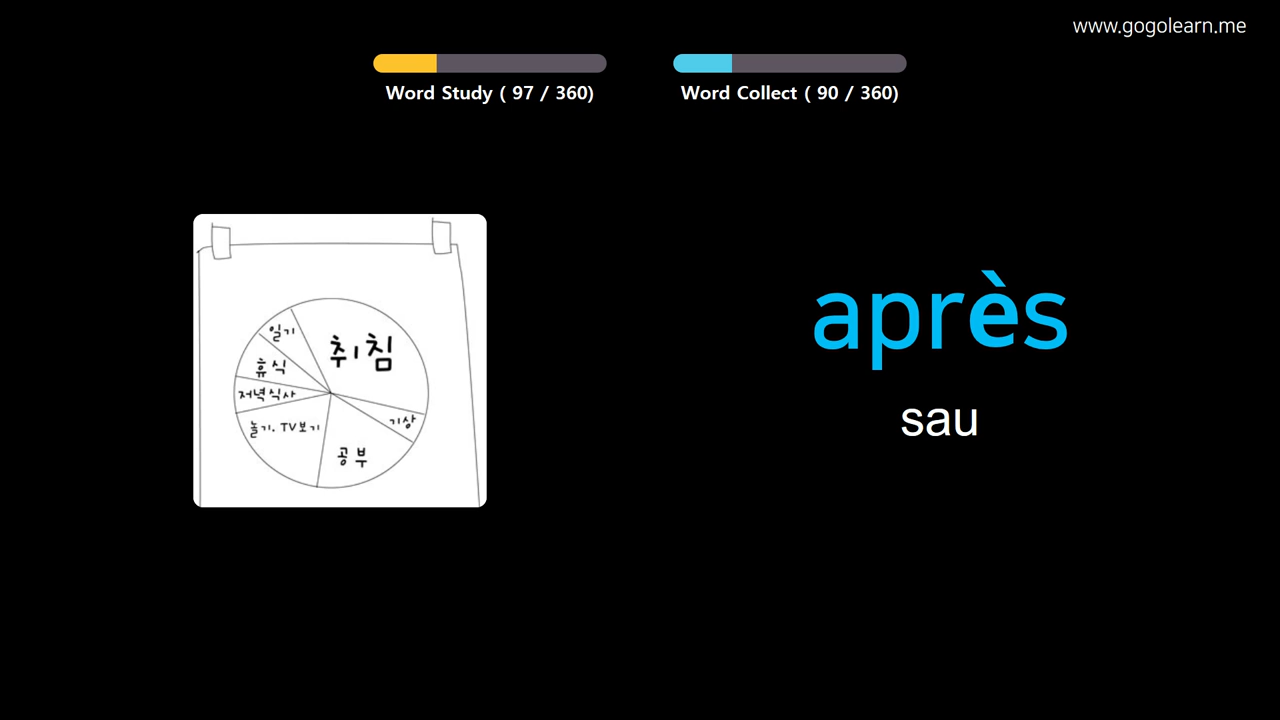 www.gogolearn.me
Word Study ( 97 / 360)
Word Collect ( 90 / 360)
일기
취침
휴식
저녁식사
기상
놀기. TV보기
공부
après
sau